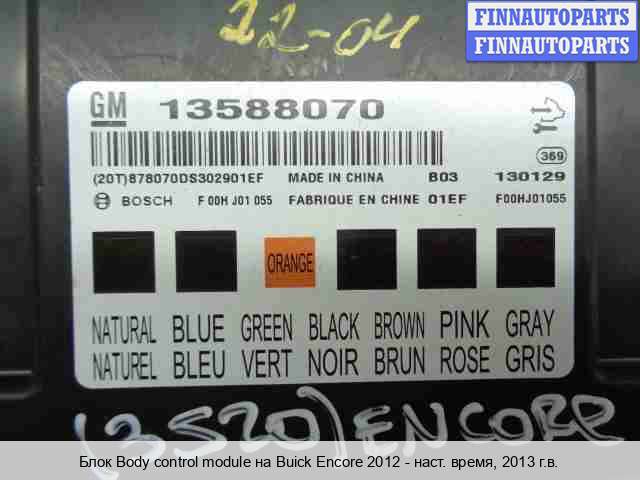 FINNAUTOPARTS
FINNAUTOPARTS
22-04
GM 13588070
369
(20T)878070DS302901EF MADE IN CHINA B03 130129
BOSCH F 00H J01 055 FABRIQUE EN CHINE 01EF F00HJ01055
ORANGE
NATURAL BLUE GREEN BLACK BROWN PINK GRAY
NATUREL BLEU VERT NOIR BRUN ROSE GRIS
(3520) ENCORE
Блок Body control module на Buick Encore 2012 - наст. время, 2013 г.в.